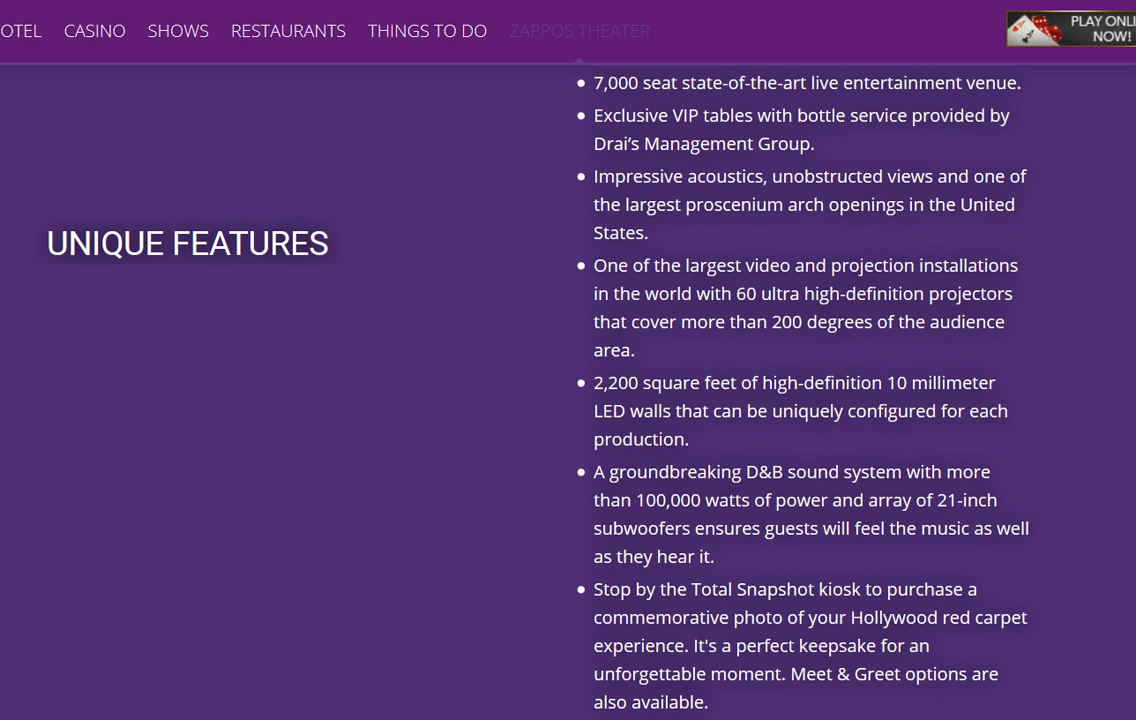 OTEL CASINO SHOWS RESTAURANTS THINGS TO DO ZAPPOS THEATER
PLAY ONLI
NOW!
UNIQUE FEATURES
• 7,000 seat state-of-the-art live entertainment venue.
• Exclusive VIP tables with bottle service provided by
Drai’s Management Group.
• Impressive acoustics, unobstructed views and one of
the largest proscenium arch openings in the United
States.
• One of the largest video and projection installations
in the world with 60 ultra high-definition projectors
that cover more than 200 degrees of the audience
area.
• 2,200 square feet of high-definition 10 millimeter
LED walls that can be uniquely configured for each
production.
• A groundbreaking D&B sound system with more
than 100,000 watts of power and array of 21-inch
subwoofers ensures guests will feel the music as well
as they hear it.
• Stop by the Total Snapshot kiosk to purchase a
commemorative photo of your Hollywood red carpet
experience. It's a perfect keepsake for an
unforgettable moment. Meet & Greet options are
also available.